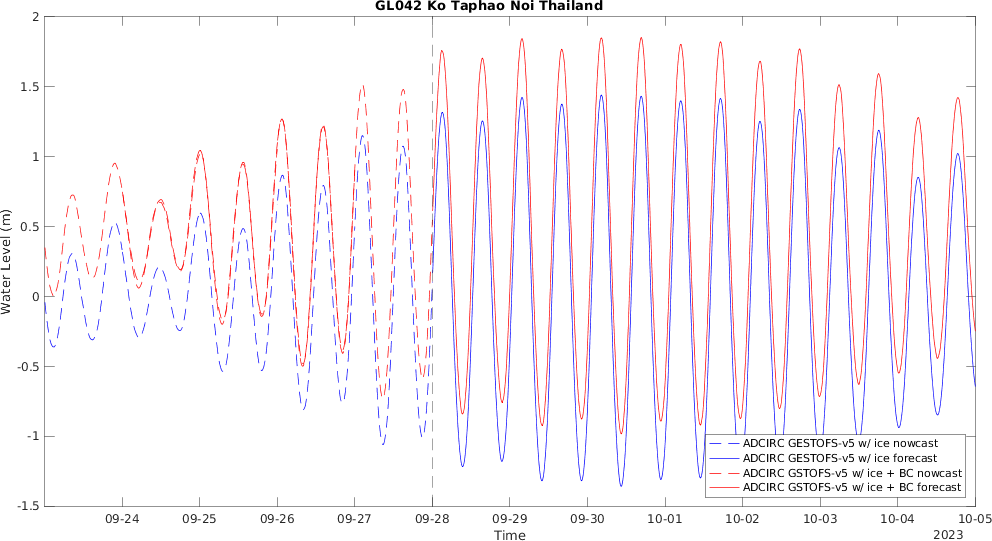 GL042 Ko Taphao Noi Thailand
2
1.5
1
0.5
0
-0.5
-1
-1.5
Water Level (m)
ADCIRC GESTOFS-v5 w/ ice nowcast
ADCIRC GESTOFS-v5 w/ ice forecast
ADCIRC GSTOFS-v5 w/ ice + BC nowcast
ADCIRC GSTOFS-v5 w/ ice + BC forecast
09-24 09-25 09-26 09-27 09-28 09-29 09-30 10-01 10-02 10-03 10-04 10-05
Time
2023